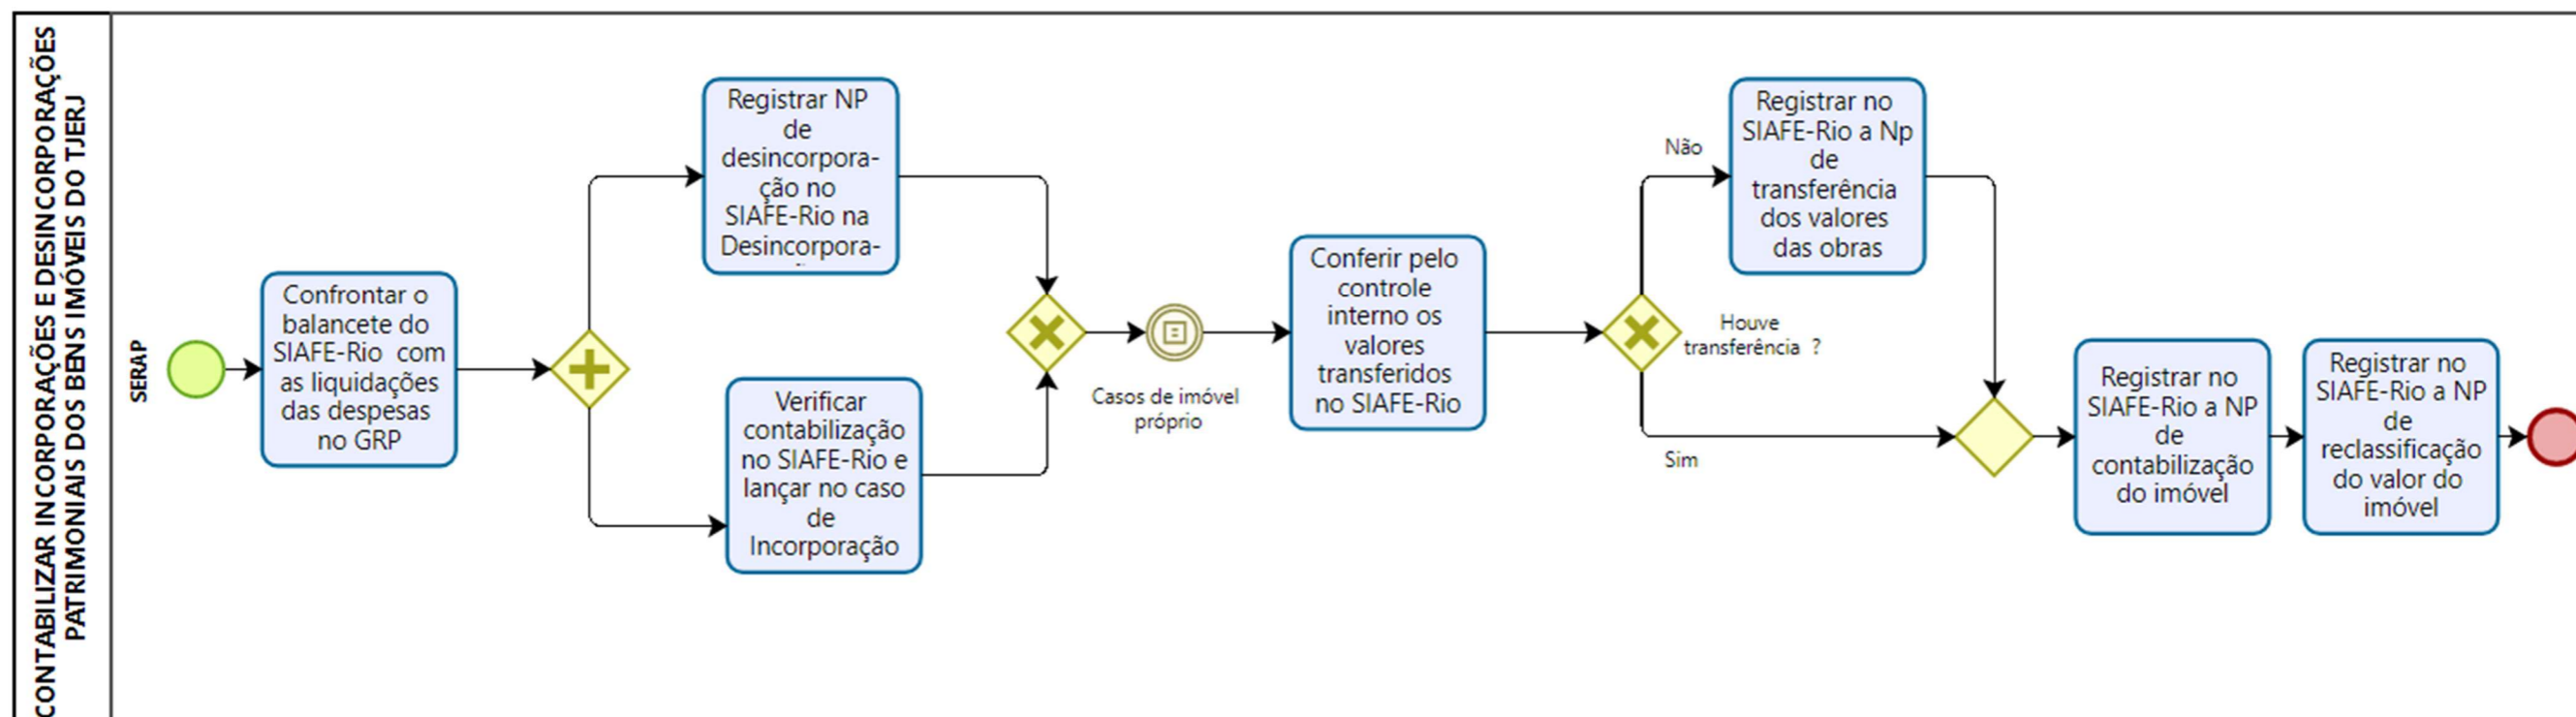 CONTABILIZAR INCORPORAÇÕES E DESINCORPORAÇÕES
PATRIMONIAIS DOS BENS IMÓVEIS DO TJERJ
SERAP
Confrontar o
balancete do
SIAFE-Rio com
as liquidações
das despesas
no GRP
Registrar NP
de
desincorpora-
ção no
SIAFE-Rio na
Desincorpora-
Verificar
contabilização
no SIAFE-Rio e
lançar no caso
de
Incorporação
Casos de imóvel
próprio
Conferir pelo
controle
interno os
valores
transferidos
no SIAFE-Rio
Houve
transferência ?
Não
Sim
Registrar no
SIAFE-Rio a Np
de
transferência
dos valores
das obras
Registrar no
SIAFE-Rio a NP
de
contabilização
do imóvel
Registrar no
SIAFE-Rio a NP
de
reclassificação
do valor do
imóvel